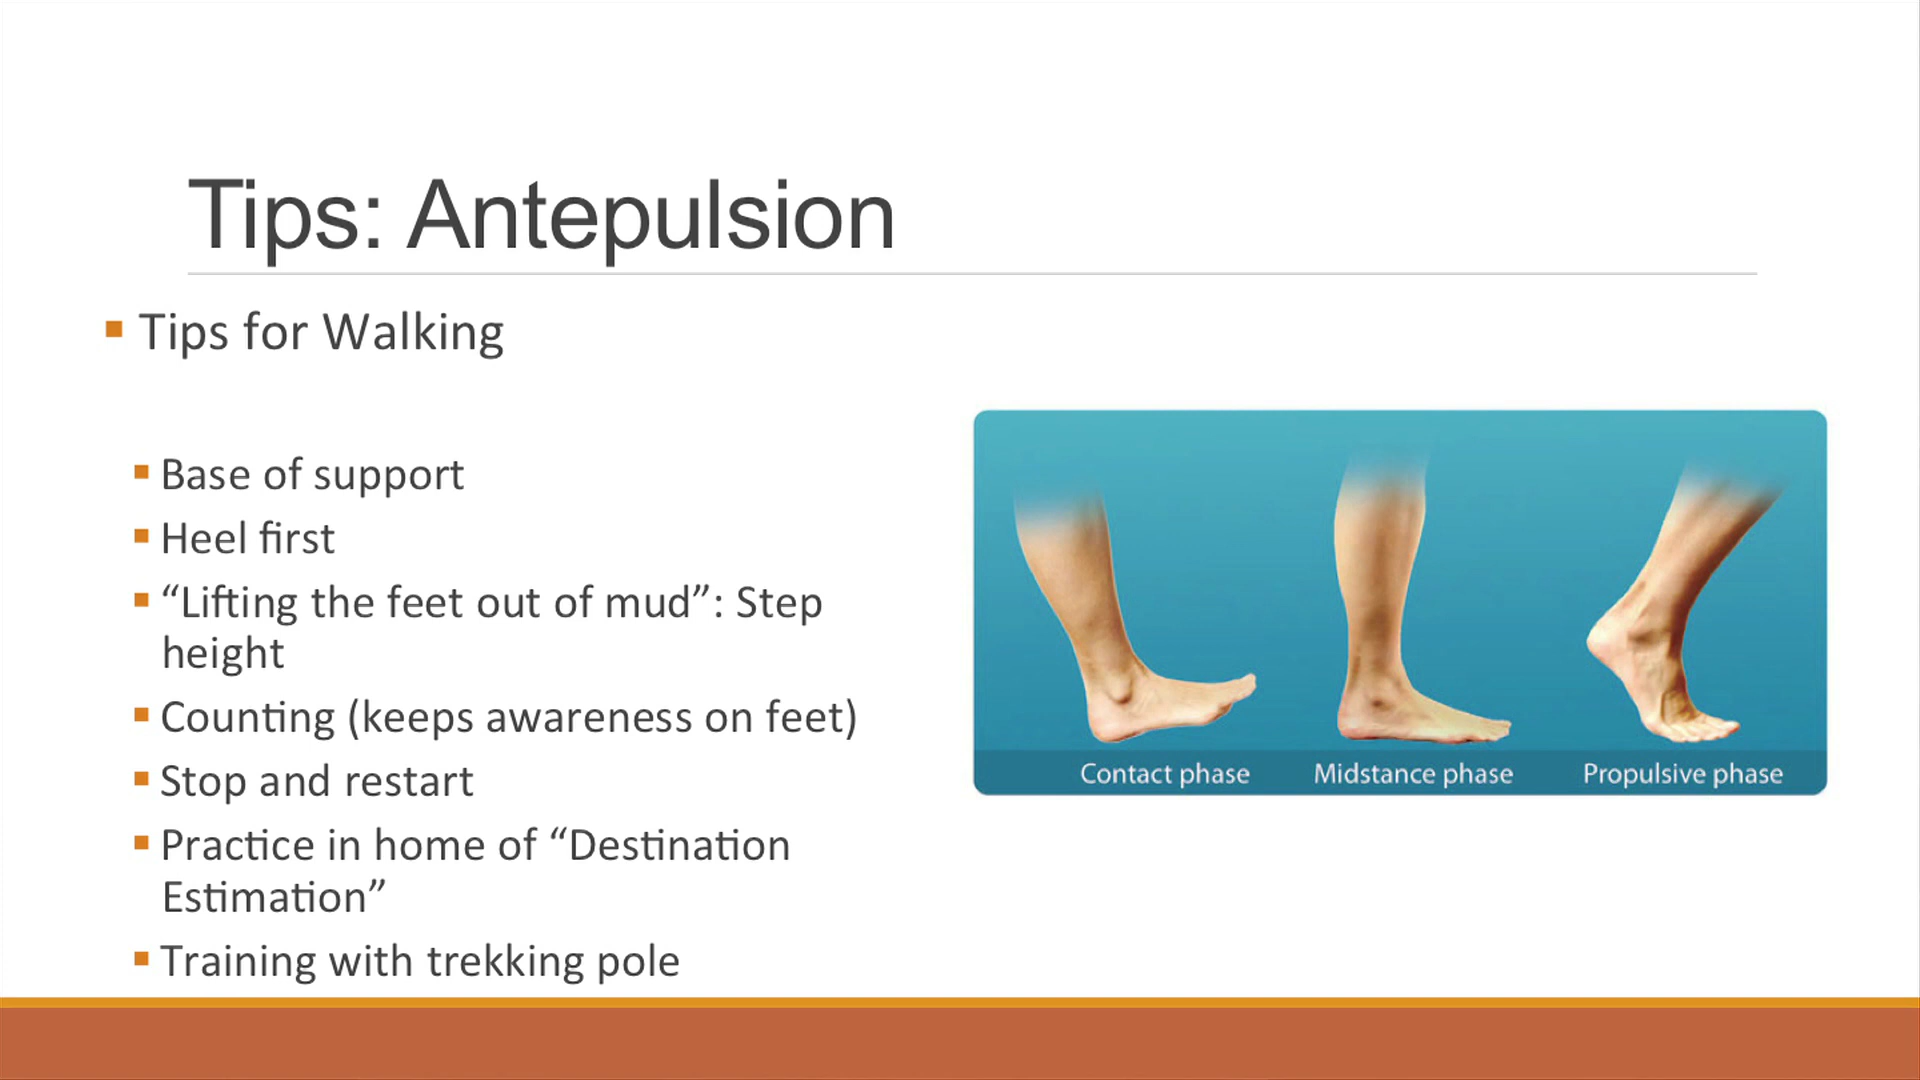 Tips: Antepulsion
Tips for Walking
Base of support
Heel first
“Lifting the feet out of mud”: Step
height
Counting (keeps awareness on feet)
Stop and restart
Practice in home of “Destination
Estimation”
Training with trekking pole
Contact phase
Midstance phase
Propulsive phase